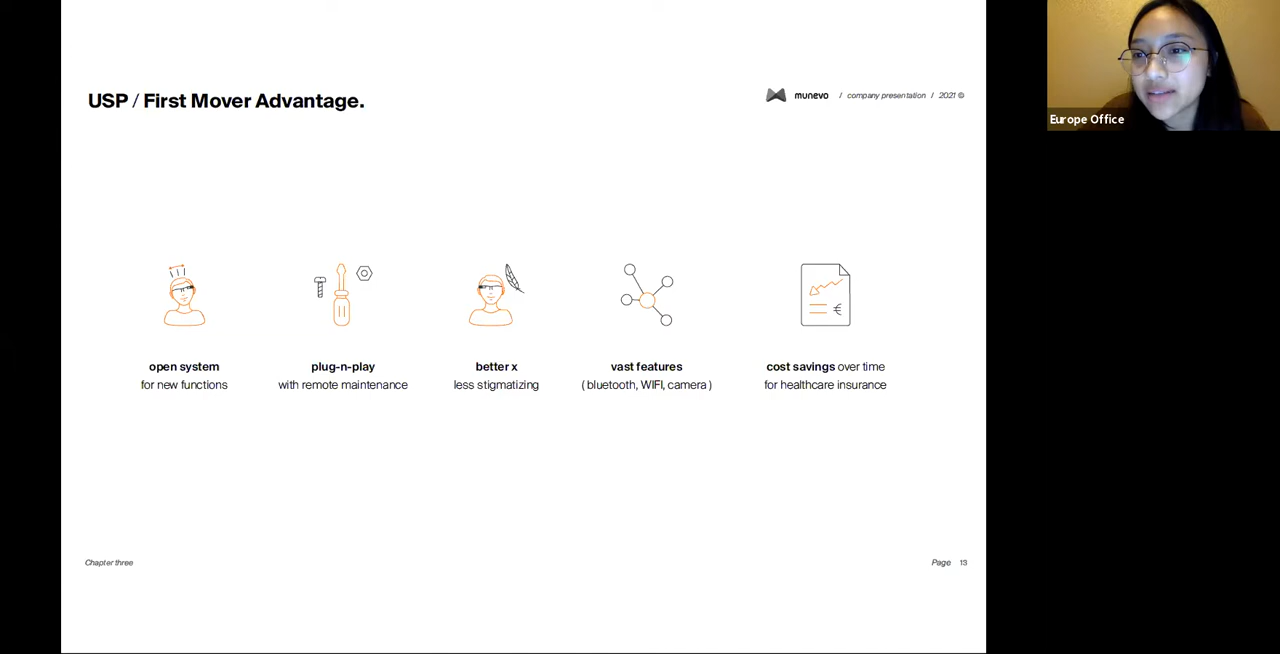 USP / First Mover Advantage.
munevo / company presentation / 2021 ©
Europe Office
open system
for new functions
plug-n-play
with remote maintenance
better x
less stigmatizing
vast features
( bluetooth, WIFI, camera )
€
cost savings over time
for healthcare insurance
Chapter three
Page 13